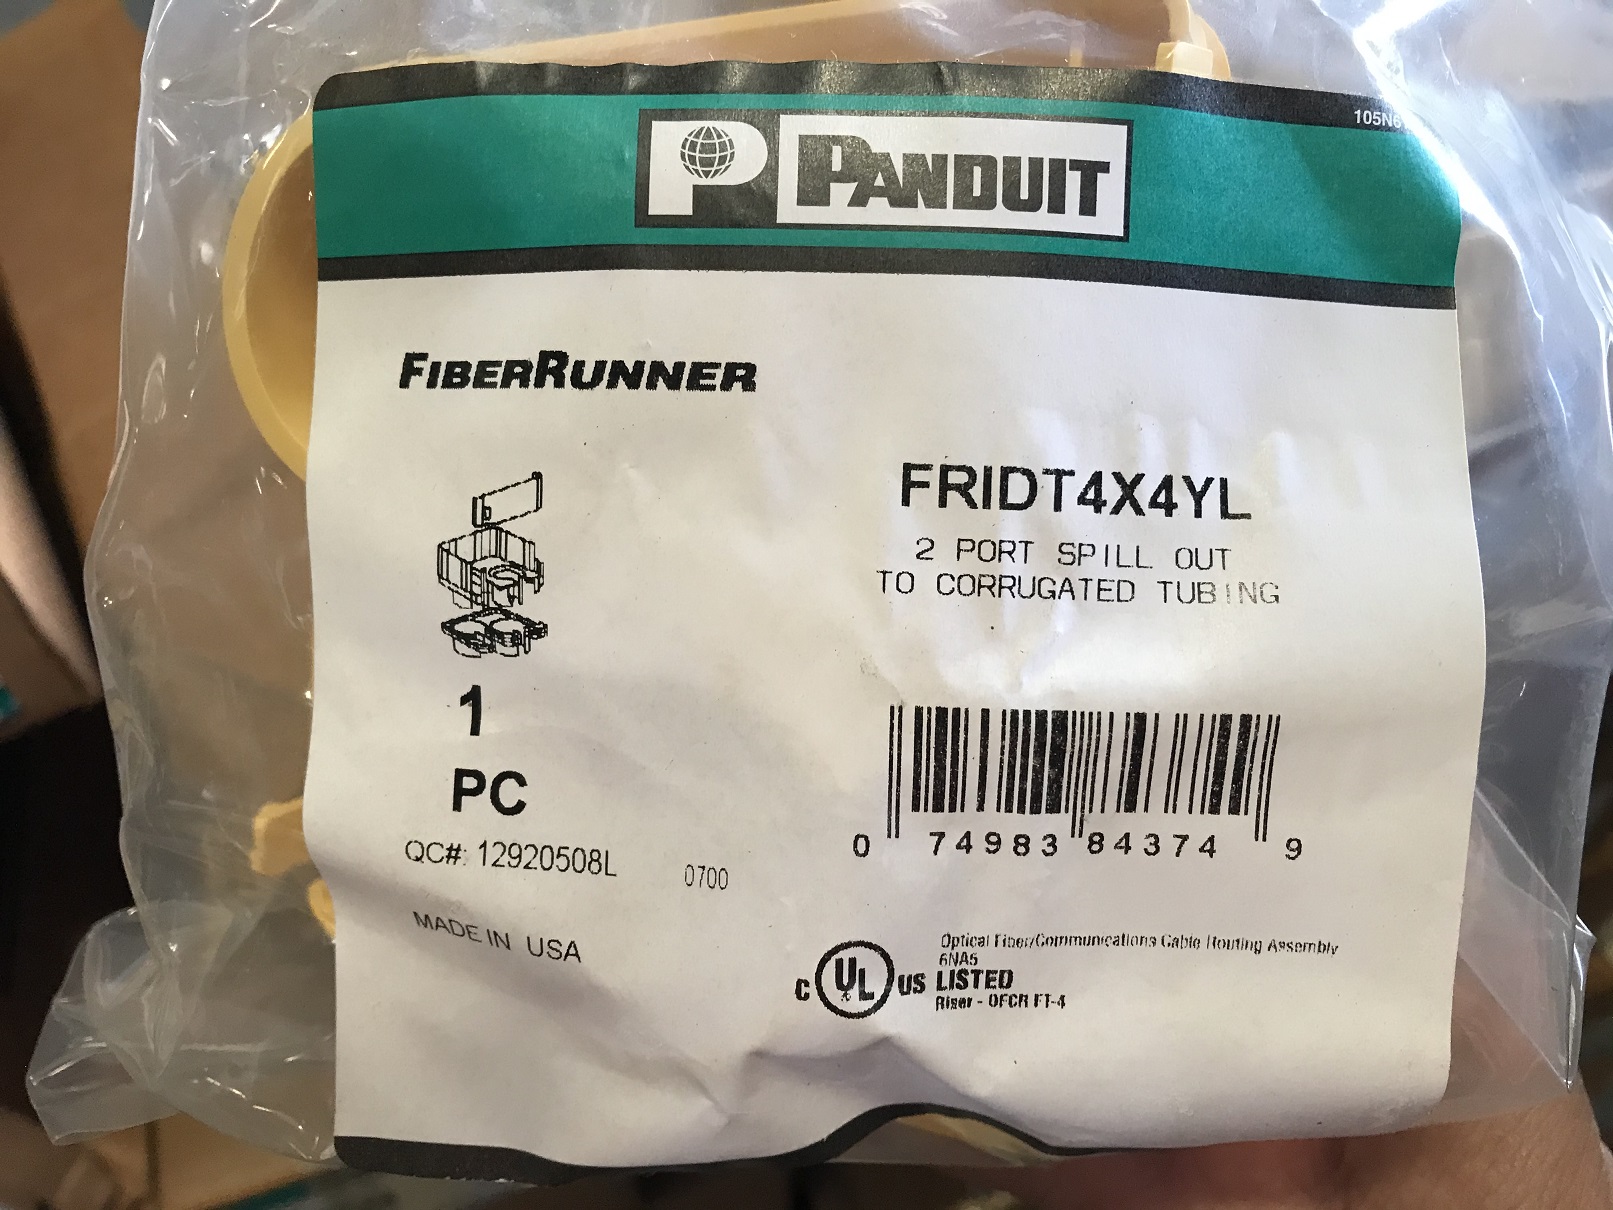 PANDUIT
FIBERRUNNER
FRIDT4X4YL
2 PORT SPILL OUT
TO CORRUGATED TUBING
1
PC
QC#: 12920508L 0700
MADE IN USA
0 74983 84374 9
Optical Fiber/Communications Cable Routing Assembly
6NA5
C UL US LISTED
Riser - OFCR FT-4